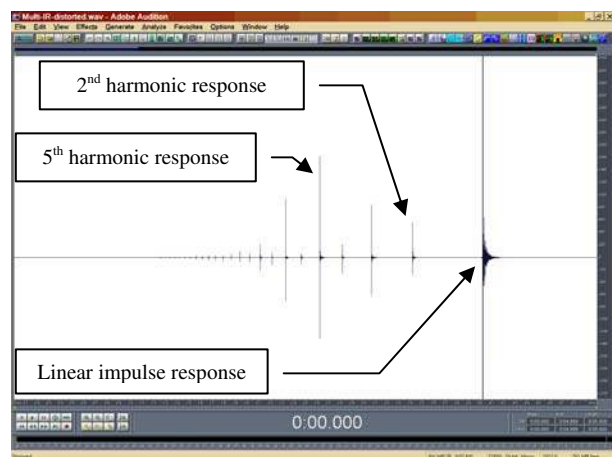 Multi-IR-distorted.wav - Adobe Audition
File Edit View Effects Generate Analyze Favorites Options Window Help
2nd harmonic response
5th harmonic response
Linear impulse response
0:00.000